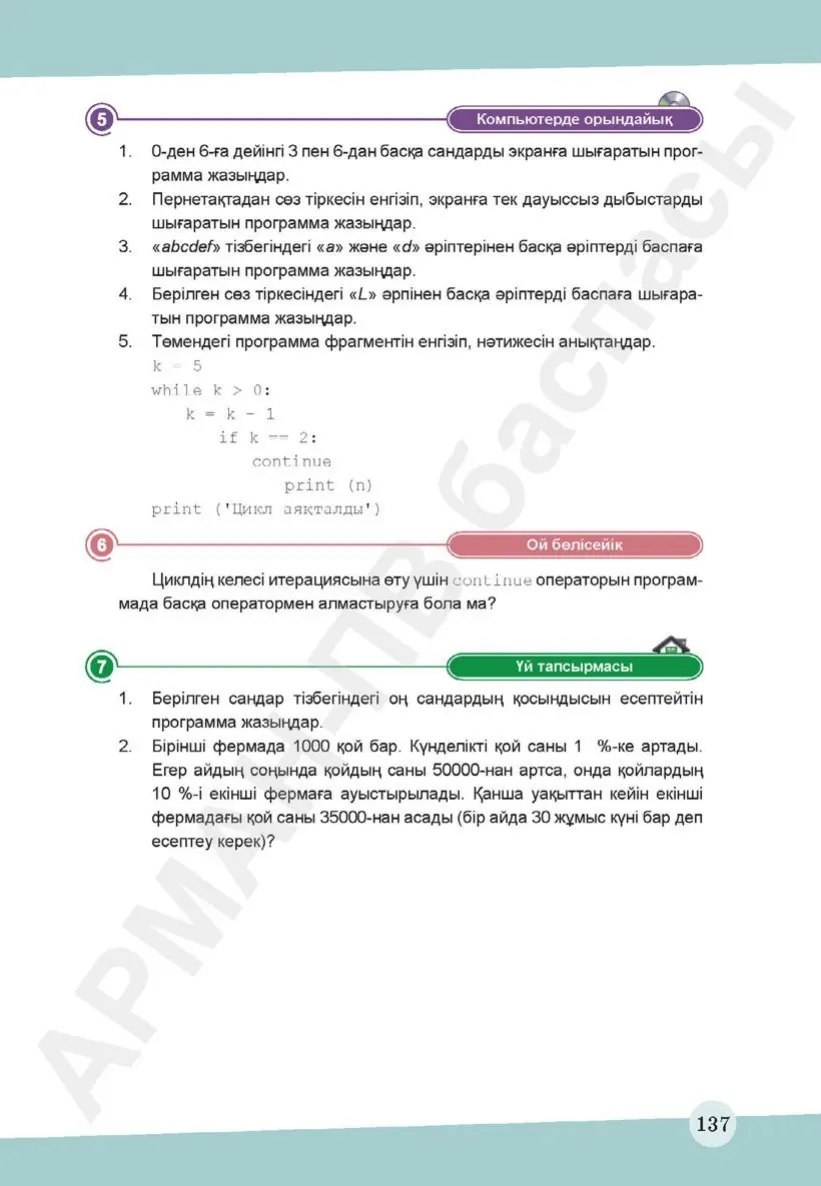 5
Компьютерде орындайық
1. 0-ден 6-ға дейінгі 3 пен 6-дан басқа сандарды экранға шығаратын прог-
рамма жазыңдар.
2. Пернетақтадан сөз тіркесін енгізіп, экранға тек дауыссыз дыбыстарды
шығаратын программа жазыңдар.
3. «abcdef» тізбегіндегі «a» және «d» әріптерінен басқа әріптерді баспаға
шығаратын программа жазыңдар.
4. Берілген сөз тіркесіндегі «L» әрпінен басқа әріптерді баспаға шығара-
тын программа жазыңдар.
5. Төмендегі программа фрагментін енгізіп, нәтижесін анықтаңдар.
k = 5
while k > 0:
k = k - 1
if k == 2:
continue
print (n)
print ('Цикл аяқталды')
6
Ой бөлісейік
Циклдің келесі итерациясына өту үшін continue операторын програм-
мада басқа оператормен алмастыруға бола ма?
7
Үй тапсырмасы
1. Берілген сандар тізбегіндегі оң сандардың қосындысын есептейтін
программа жазыңдар.
2. Бірінші фермада 1000 қой бар. Күнделікті қой саны 1 %-ке артады.
Егер айдың соңында қойдың саны 50000-нан артса, онда қойлардың
10 %-і екінші фермаға ауыстырылады. Қанша уақыттан кейін екінші
фермадағы қой саны 35000-нан асады (бір айда 30 жұмыс күні бар деп
есептеу керек)?
137
АРМАН-ПВ баспасы